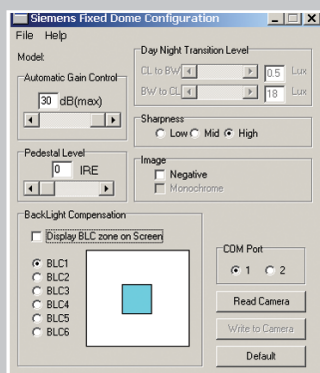 Siemens Fixed Dome Configuration
File Help
Model:
Automatic Gain Control
30 dB(max)
Pedestal Level
0 IRE
Day Night Transition Level
CL to BW 0.5 Lux
BW to CL 18 Lux
Sharpness
Low Mid High
Image
Negative
Monochrome
BackLight Compensation
Display BLC zone on Screen
BLC1
BLC2
BLC3
BLC4
BLC5
BLC6
COM Port
1 2
Read Camera
Write to Camera
Default